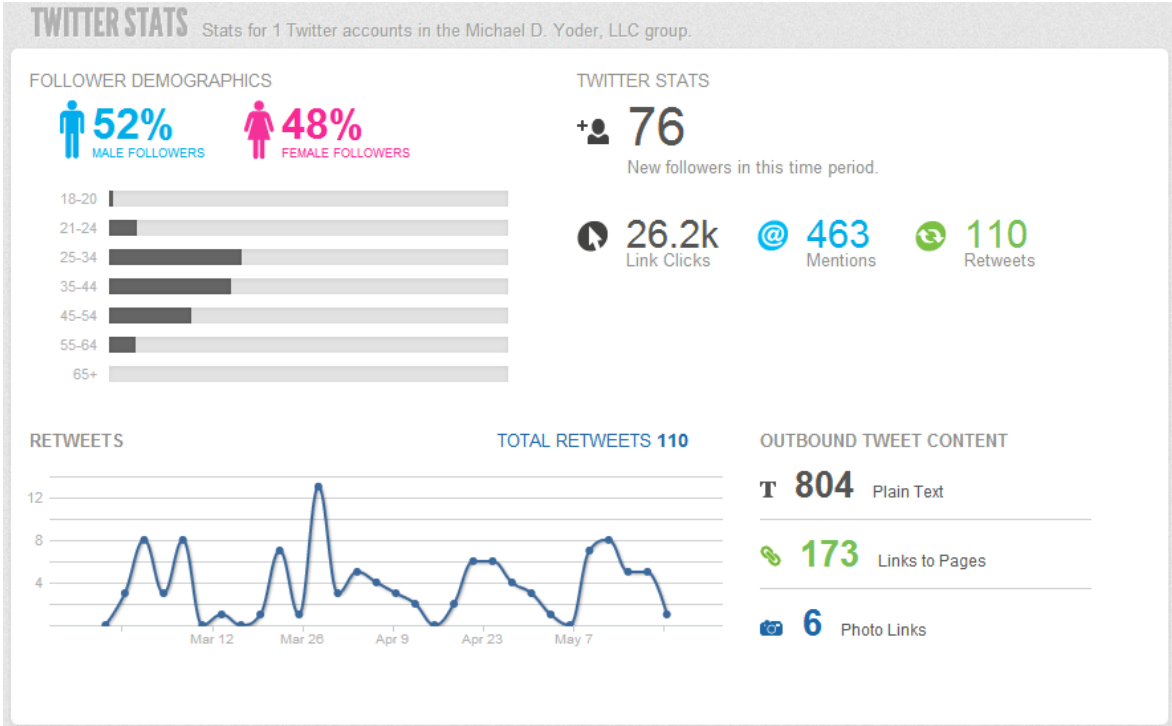 TWITTER STATS Stats for 1 Twitter accounts in the Michael D. Yoder, LLC group.
FOLLOWER DEMOGRAPHICS
52%
MALE FOLLOWERS
48%
FEMALE FOLLOWERS
18-20
21-24
25-34
35-44
45-54
55-64
65+
TWITTER STATS
+ 76
New followers in this time period.
26.2k
Link Clicks
@ 463
Mentions
110
Retweets
RETWEETS
TOTAL RETWEETS 110
12
8
4
Mar 12 Mar 26 Apr 9 Apr 23 May 7
OUTBOUND TWEET CONTENT
T 804 Plain Text
173 Links to Pages
6 Photo Links